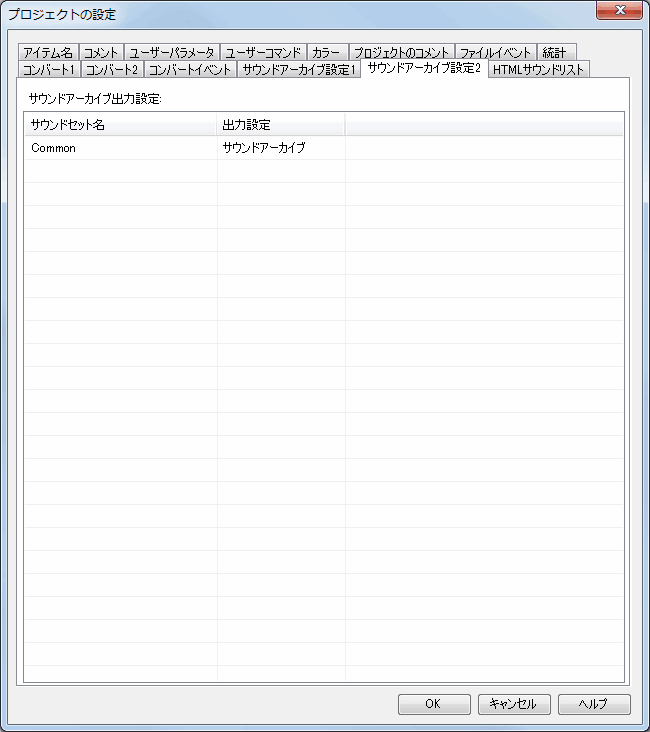 プロジェクト1の設定
アイテム名 コメント ユーザーパラメータ ユーザーコマンド カラー プロジェクトのコメント ファイルイベント 統計
コンバート1 コンバート2 コンバートイベント サウンドアーカイブ設定1 サウンドアーカイブ設定2 HTMLサウンドリスト
サウンドアーカイブ出力設定:
サウンドセット名 出力設定
Common サウンドアーカイブ
OK キャンセル ヘルプ